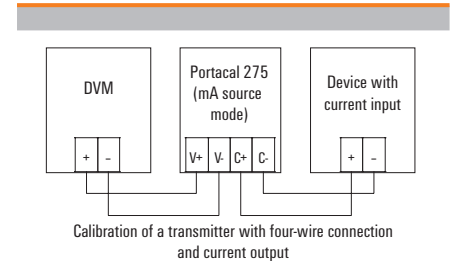 DVM
Portacal 275
(mA source
mode)
Device with
current input
+ – V+ V- C+ C- + –
Calibration of a transmitter with four-wire connection
and current output